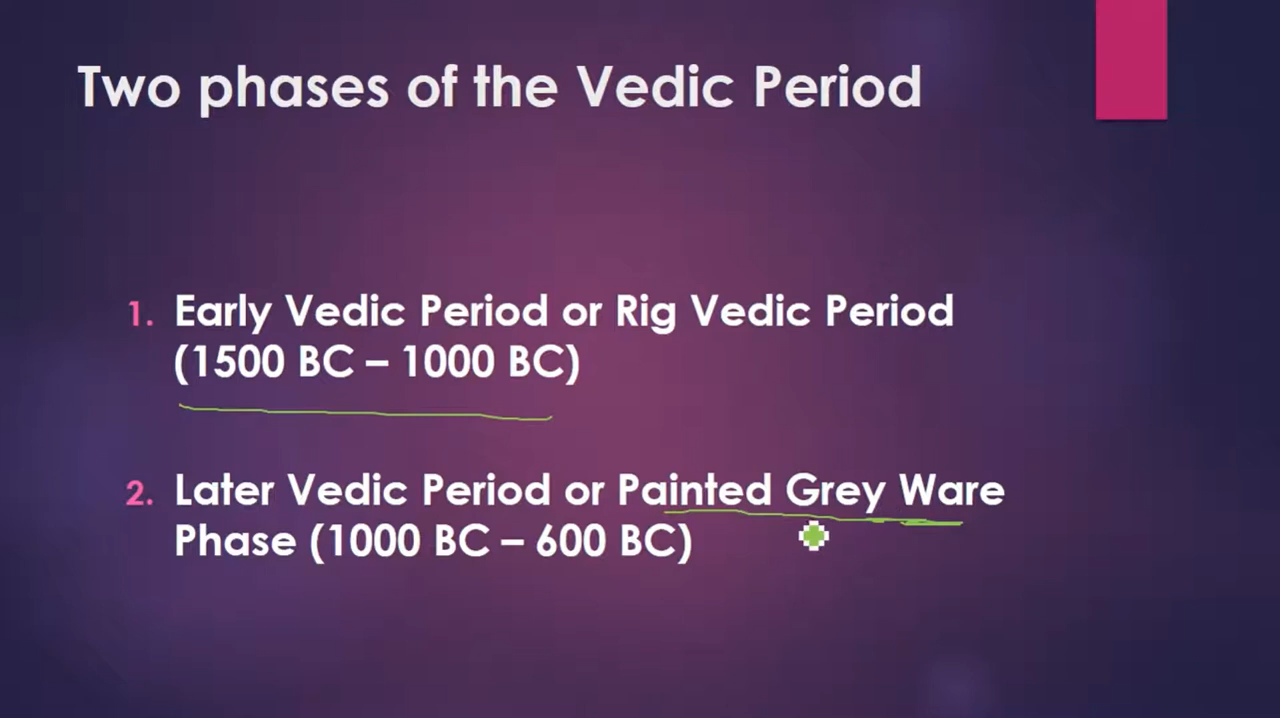 Two phases of the Vedic Period
1. Early Vedic Period or Rig Vedic Period
(1500 BC – 1000 BC)
2. Later Vedic Period or Painted Grey Ware
Phase (1000 BC – 600 BC)